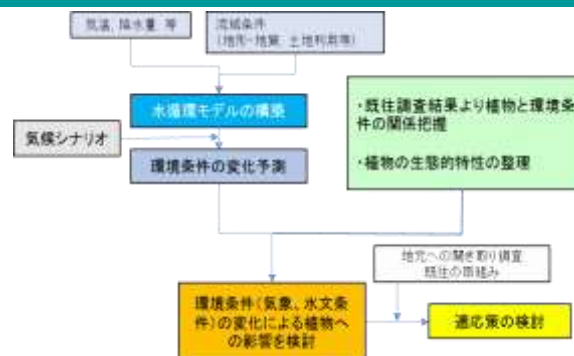 気温、降水量 等
流域条件
(地形・地質、土地利用等)
水循環モデルの構築
気候シナリオ
環境条件の変化予測
・既往調査結果より植物と環境条
件の関係把握
・植物の生態的特性の整理
地元への聞き取り調査
既往の取組み
環境条件(気象、水文条
件)の変化による植物へ
の影響を検討
適応策の検討